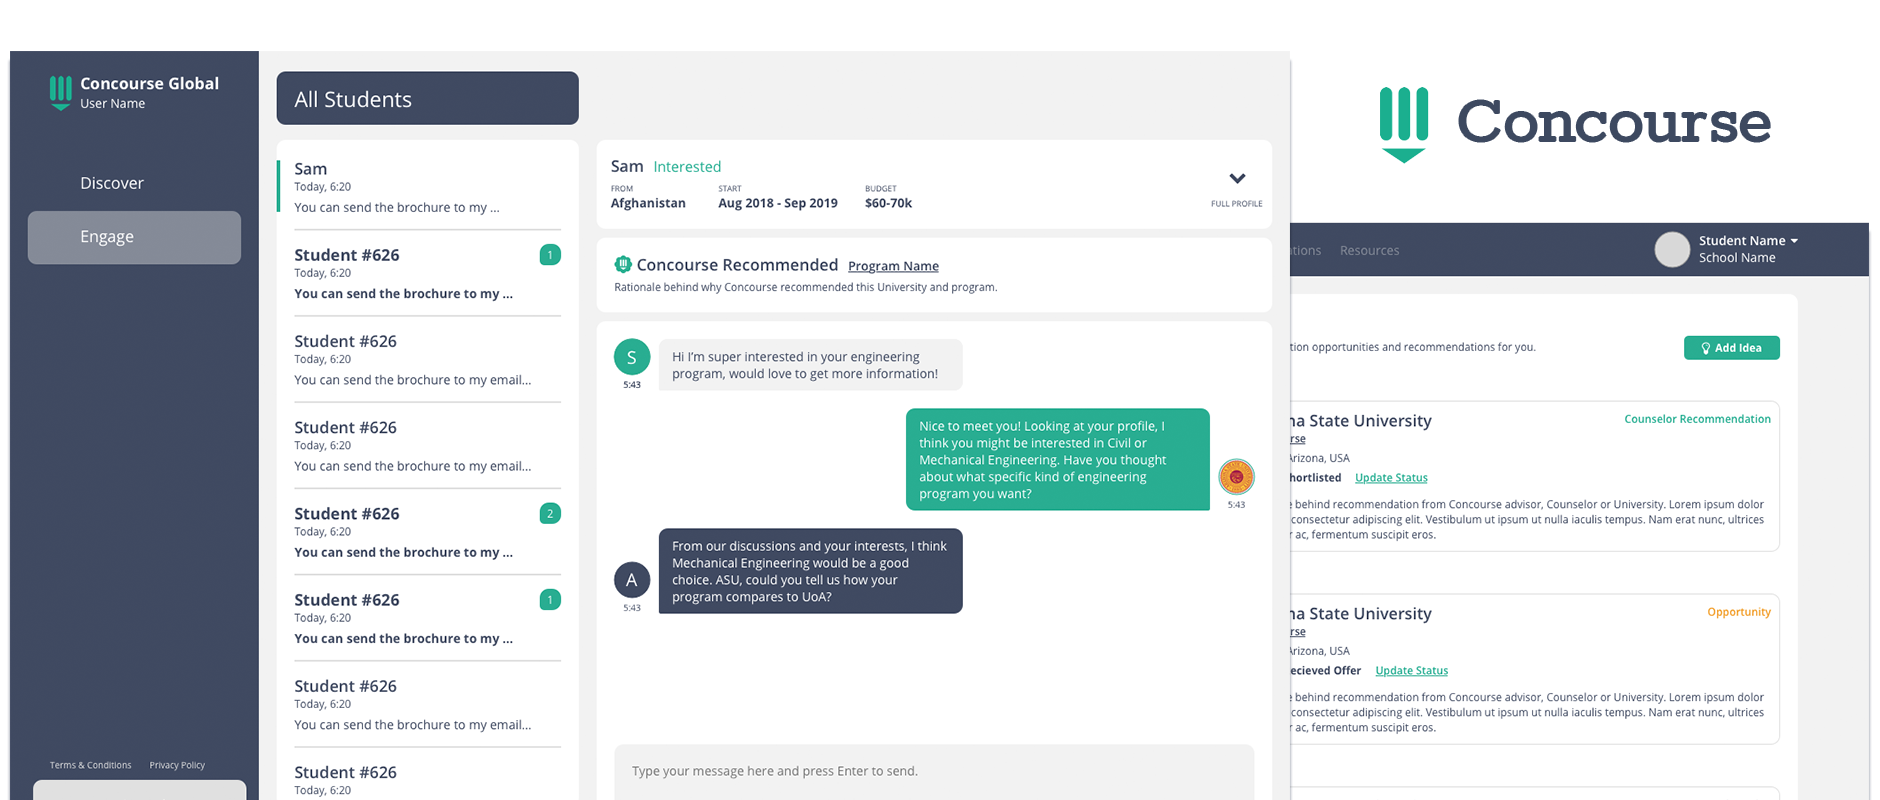 Concourse Global
User Name
Discover
Engage
Terms & Conditions Privacy Policy
All Students
Sam
Today, 6:20
You can send the brochure to my ...
Student #626 1
Today, 6:20
You can send the brochure to my ...
Student #626
Today, 6:20
You can send the brochure to my email...
Student #626
Today, 6:20
You can send the brochure to my email...
Student #626 2
Today, 6:20
You can send the brochure to my ...
Student #626 1
Today, 6:20
You can send the brochure to my ...
Student #626
Today, 6:20
You can send the brochure to my email...
Student #626
Today, 6:20
Sam Interested
FROM START BUDGET
Afghanistan Aug 2018 - Sep 2019 $60-70k
FULL PROFILE
Concourse Recommended Program Name
Rationale behind why Concourse recommended this University and program.
S
5:43
Hi I’m super interested in your engineering
program, would love to get more information!
Nice to meet you! Looking at your profile, I
think you might be interested in Civil or
Mechanical Engineering. Have you thought
about what specific kind of engineering
program you want?
5:43
From our discussions and your interests, I think
Mechanical Engineering would be a good
choice. ASU, could you tell us how your
program compares to UoA?
A
5:43
Type your message here and press Enter to send.
Concourse
ations Resources
Student Name
School Name
tion opportunities and recommendations for you.
Add Idea
na State University Counselor Recommendation
rse
Arizona, USA
hortlisted Update Status
e behind recommendation from Concourse advisor, Counselor or University. Lorem ipsum dolor
consectetur adipiscing elit. Vestibulum ut ipsum ut nulla iaculis tempus. Nam erat nunc, ultrices
r ac, fermentum suscipit eros.
na State University Opportunity
rse
Arizona, USA
ecieved Offer Update Status
e behind recommendation from Concourse advisor, Counselor or University. Lorem ipsum dolor
consectetur adipiscing elit. Vestibulum ut ipsum ut nulla iaculis tempus. Nam erat nunc, ultrices
r ac, fermentum suscipit eros.